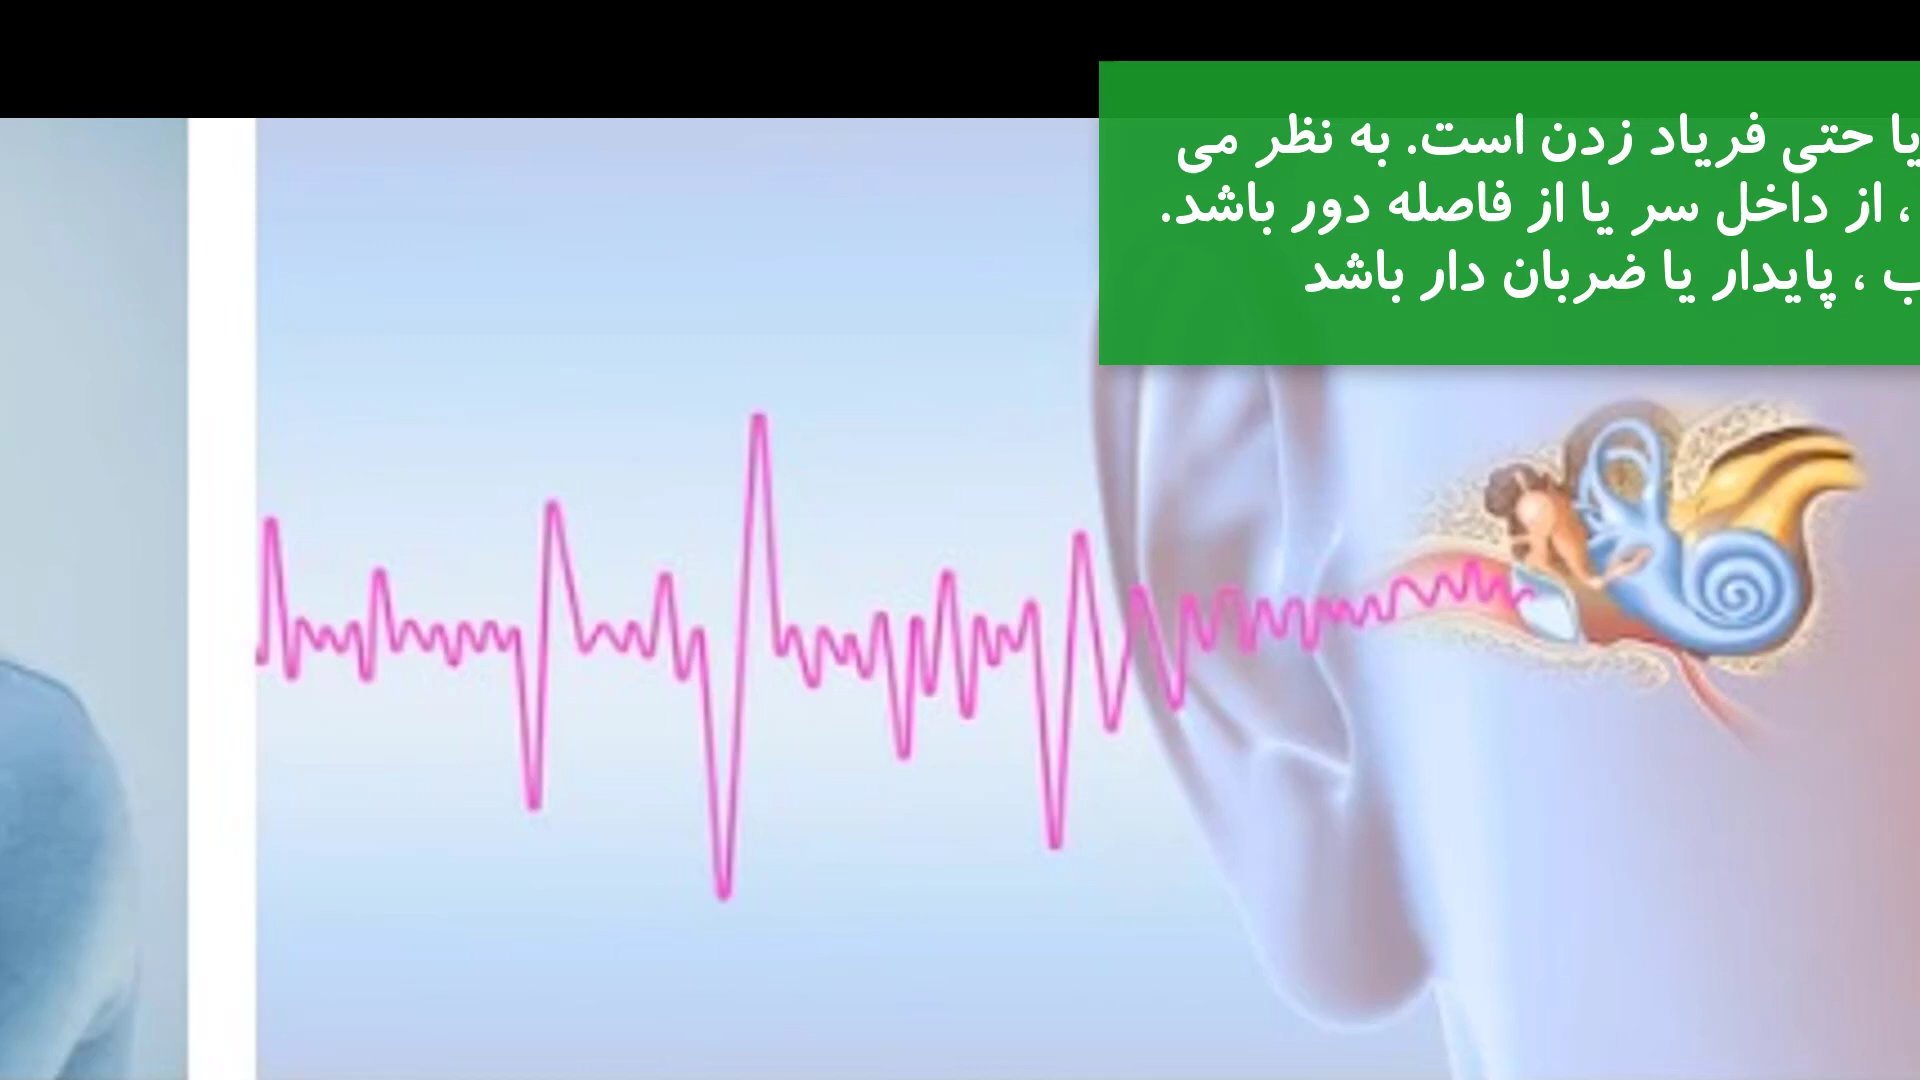 یا حتی فریاد زدن است. به نظر می
، از داخل سر یا از فاصله دور باشد.
، پایدار یا ضربان دار باشد